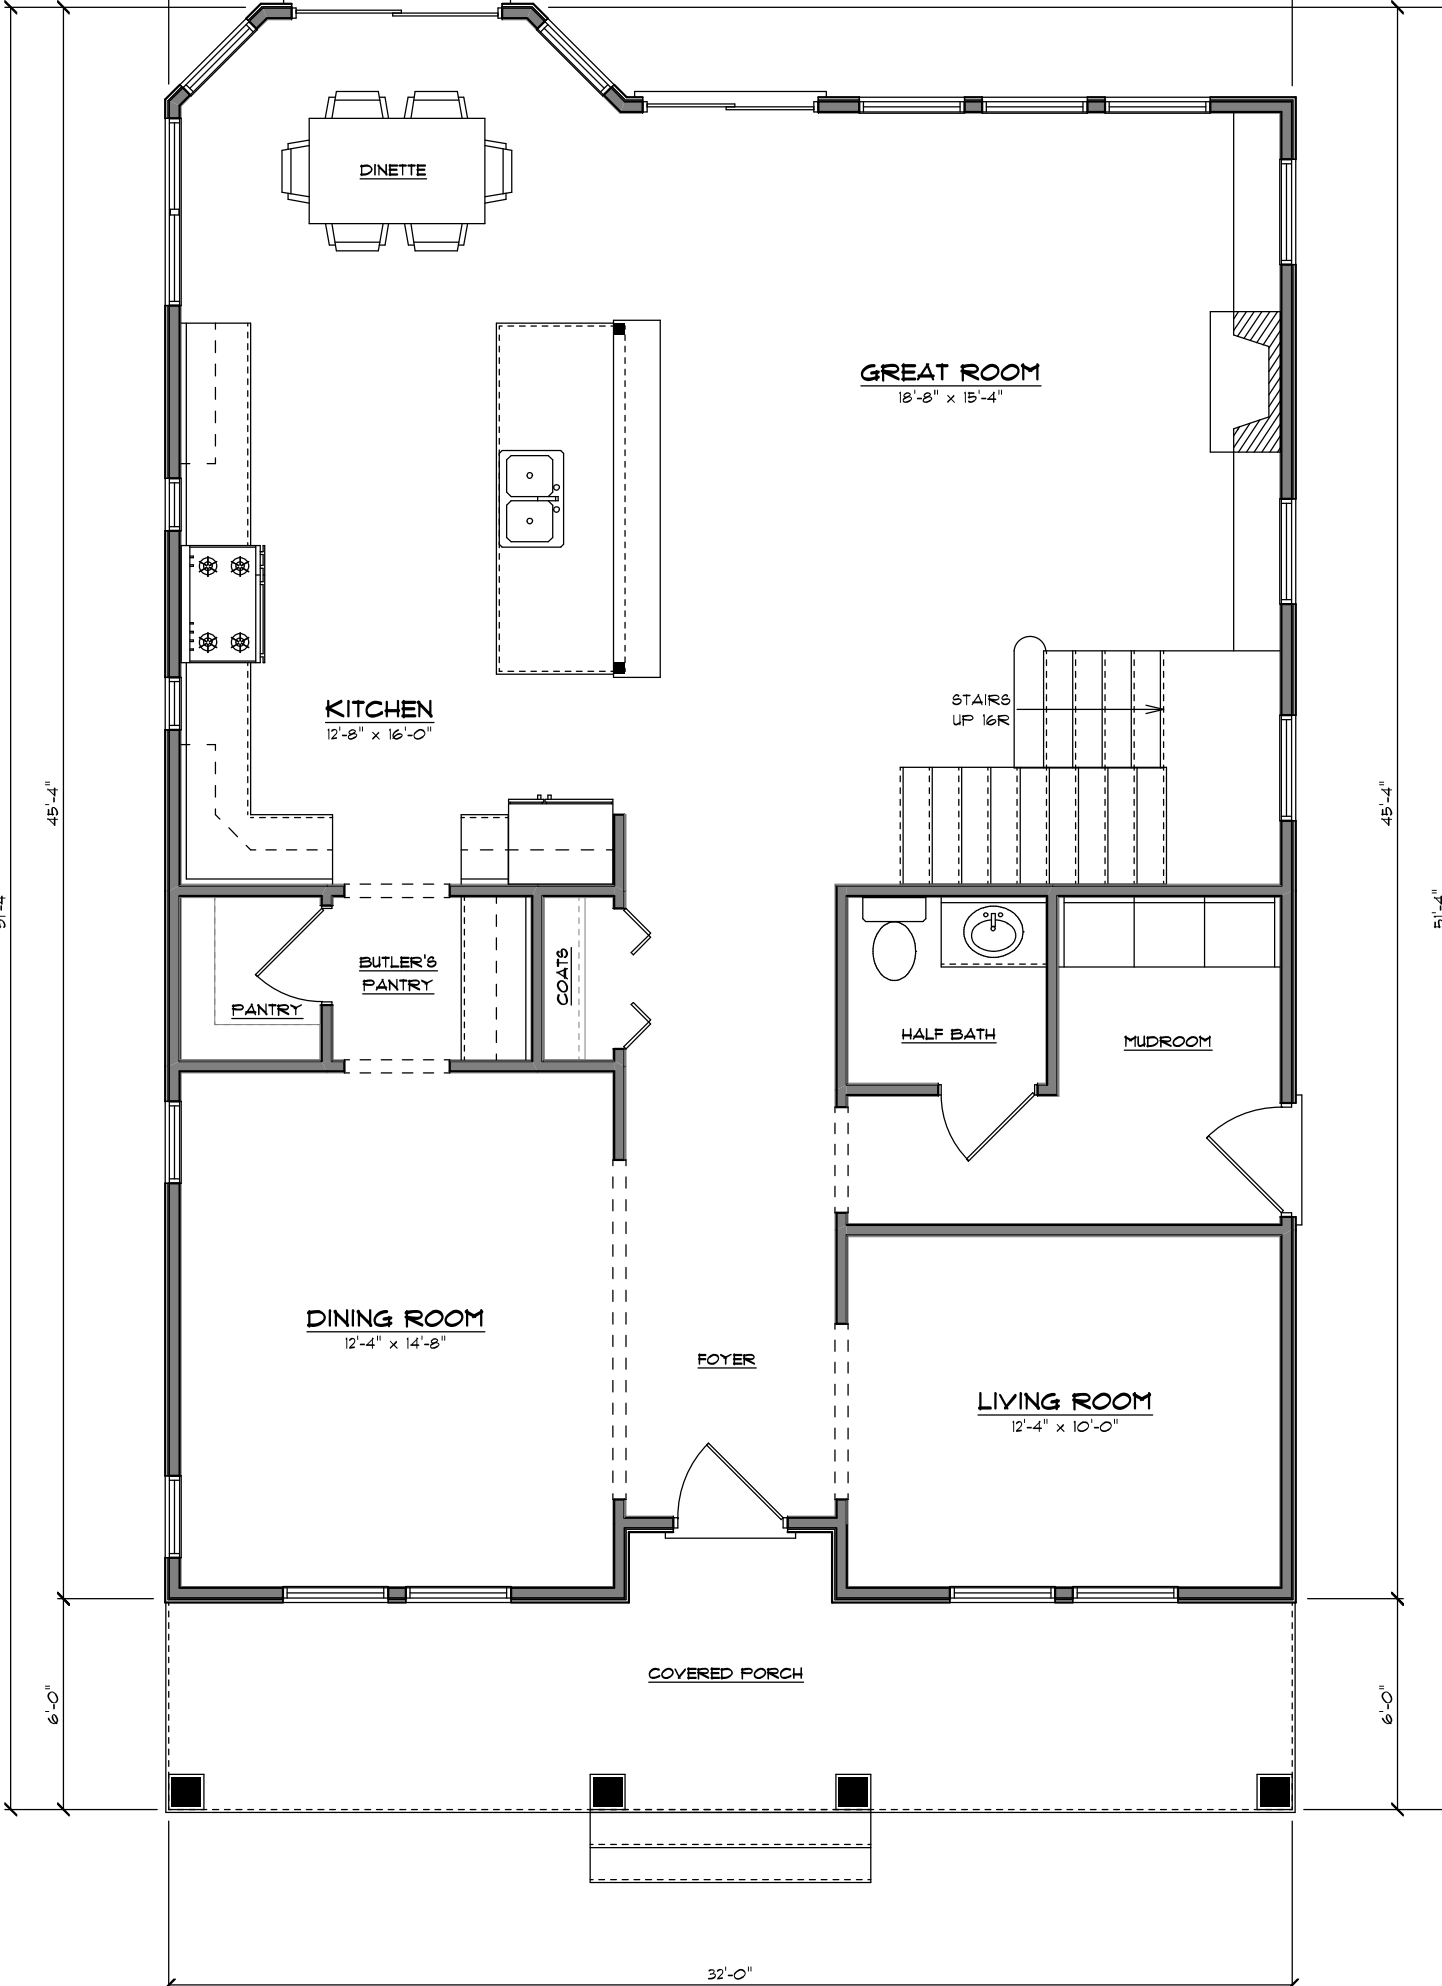 DINETTE
GREAT ROOM
18'-8" x 15'-4"
STAIRS
UP 16R
KITCHEN
12'-8" x 16'-0"
45'-4"
45'-4"
51'-4"
BUTLER'S
PANTRY
PANTRY
COATS
HALF BATH
MUDROOM
DINING ROOM
12'-4" x 14'-8"
FOYER
LIVING ROOM
12'-4" x 10'-0"
COVERED PORCH
6'-0"
6'-0"
32'-0"